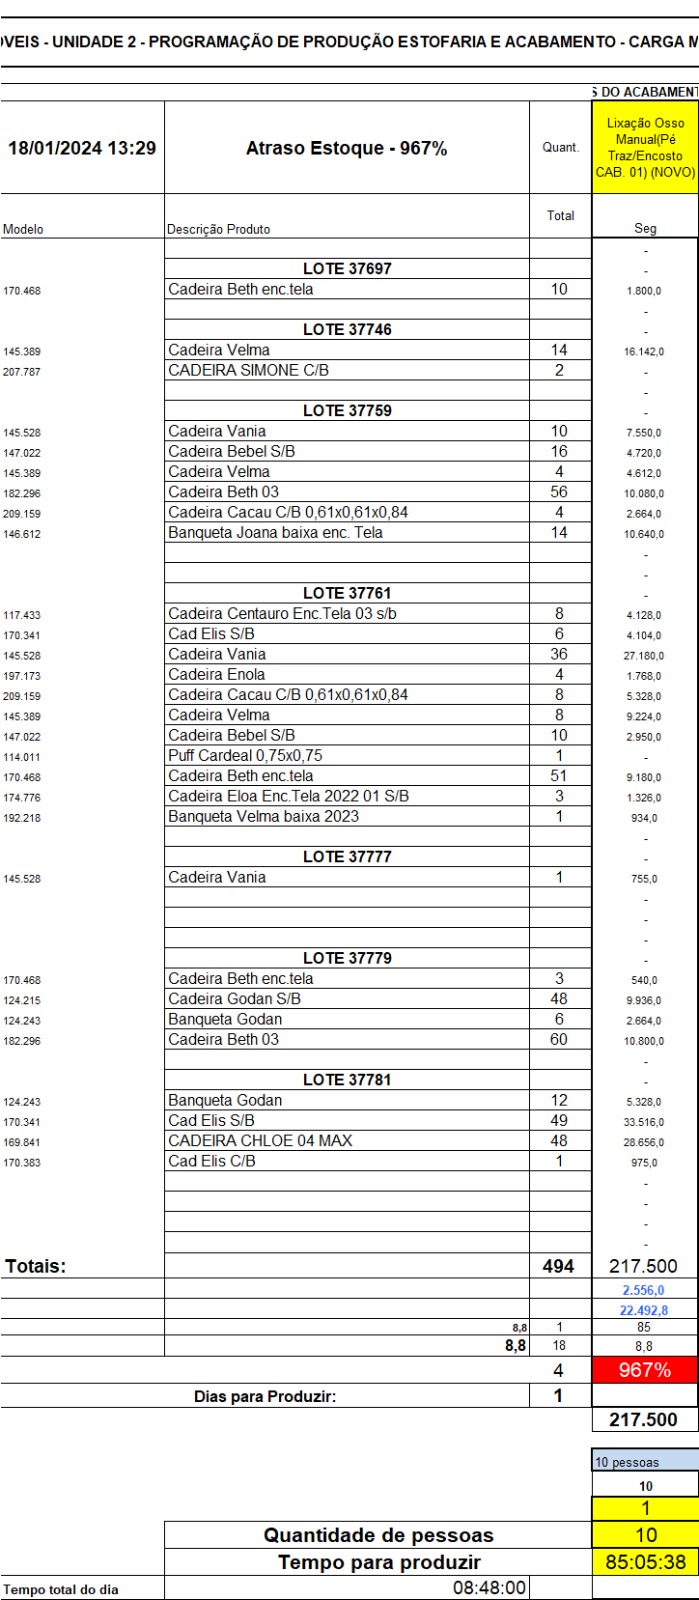 OVEIS - UNIDADE 2 - PROGRAMAÇÃO DE PRODUÇÃO ESTOFARIA E ACABAMENTO - CARGA M
S DO ACABAMENT
18/01/2024 13:29 Atraso Estoque - 967% Quant. Lixação Osso
Manual(Pé
Traz/Encosto
CAB. 01) (NOVO)
Total
Modelo Descrição Produto Seg
-
LOTE 37697 -
170.468 Cadeira Beth enc.tela 10 1.800,0
-
LOTE 37746 -
145.389 Cadeira Velma 14 16.142,0
207.787 CADEIRA SIMONE C/B 2 -
-
LOTE 37759 -
145.528 Cadeira Vania 10 7.550,0
147.022 Cadeira Bebel S/B 16 4.720,0
145.389 Cadeira Velma 4 4.612,0
182.296 Cadeira Beth 03 56 10.080,0
209.159 Cadeira Cacau C/B 0,61x0,61x0,84 4 2.664,0
146.612 Banqueta Joana baixa enc. Tela 14 10.640,0
-
-
LOTE 37761 -
117.433 Cadeira Centauro Enc.Tela 03 s/b 8 4.128,0
170.341 Cad Elis S/B 6 4.104,0
145.528 Cadeira Vania 36 27.180,0
197.173 Cadeira Enola 4 1.768,0
209.159 Cadeira Cacau C/B 0,61x0,61x0,84 8 5.328,0
145.389 Cadeira Velma 8 9.224,0
147.022 Cadeira Bebel S/B 10 2.950,0
114.011 Puff Cardeal 0,75x0,75 1 -
170.468 Cadeira Beth enc.tela 51 9.180,0
174.776 Cadeira Eloa Enc.Tela 2022 01 S/B 3 1.326,0
192.218 Banqueta Velma baixa 2023 1 934,0
-
LOTE 37777 -
145.528 Cadeira Vania 1 755,0
-
-
-
LOTE 37779 -
170.468 Cadeira Beth enc.tela 3 540,0
124.215 Cadeira Godan S/B 48 9.936,0
124.243 Banqueta Godan 6 2.664,0
182.296 Cadeira Beth 03 60 10.800,0
-
LOTE 37781 -
124.243 Banqueta Godan 12 5.328,0
170.341 Cad Elis S/B 49 33.516,0
169.841 CADEIRA CHLOE 04 MAX 48 28.656,0
170.383 Cad Elis C/B 1 975,0
-
-
-
-
Totais: 494 217.500
2.556,0
22.492,8
8,8 1 85
8,8 18 8,8
4 967%
Dias para Produzir: 1
217.500
10 pessoas
10
1
Quantidade de pessoas 10
Tempo para produzir 85:05:38
Tempo total do dia 08:48:00